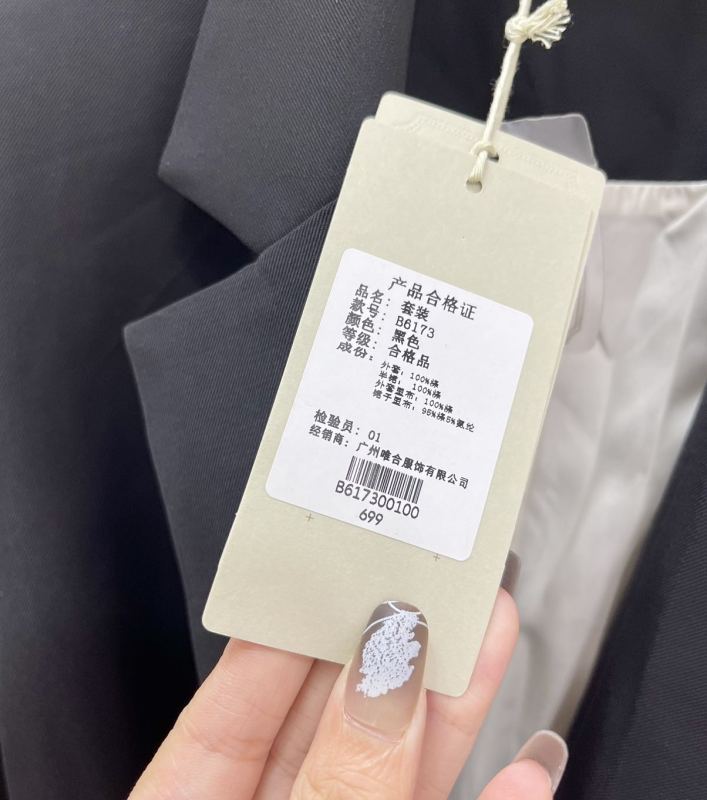 产品合格证
品名: 套装
款号: B6173
颜色: 黑色
等级: 合格品
成份:
外套: 100%涤
半裙: 100%涤
外套里布: 100%涤
裙子里布: 95%涤5%氨纶
检验员: 01
经销商: 广州唯合服饰有限公司
B617300100
699